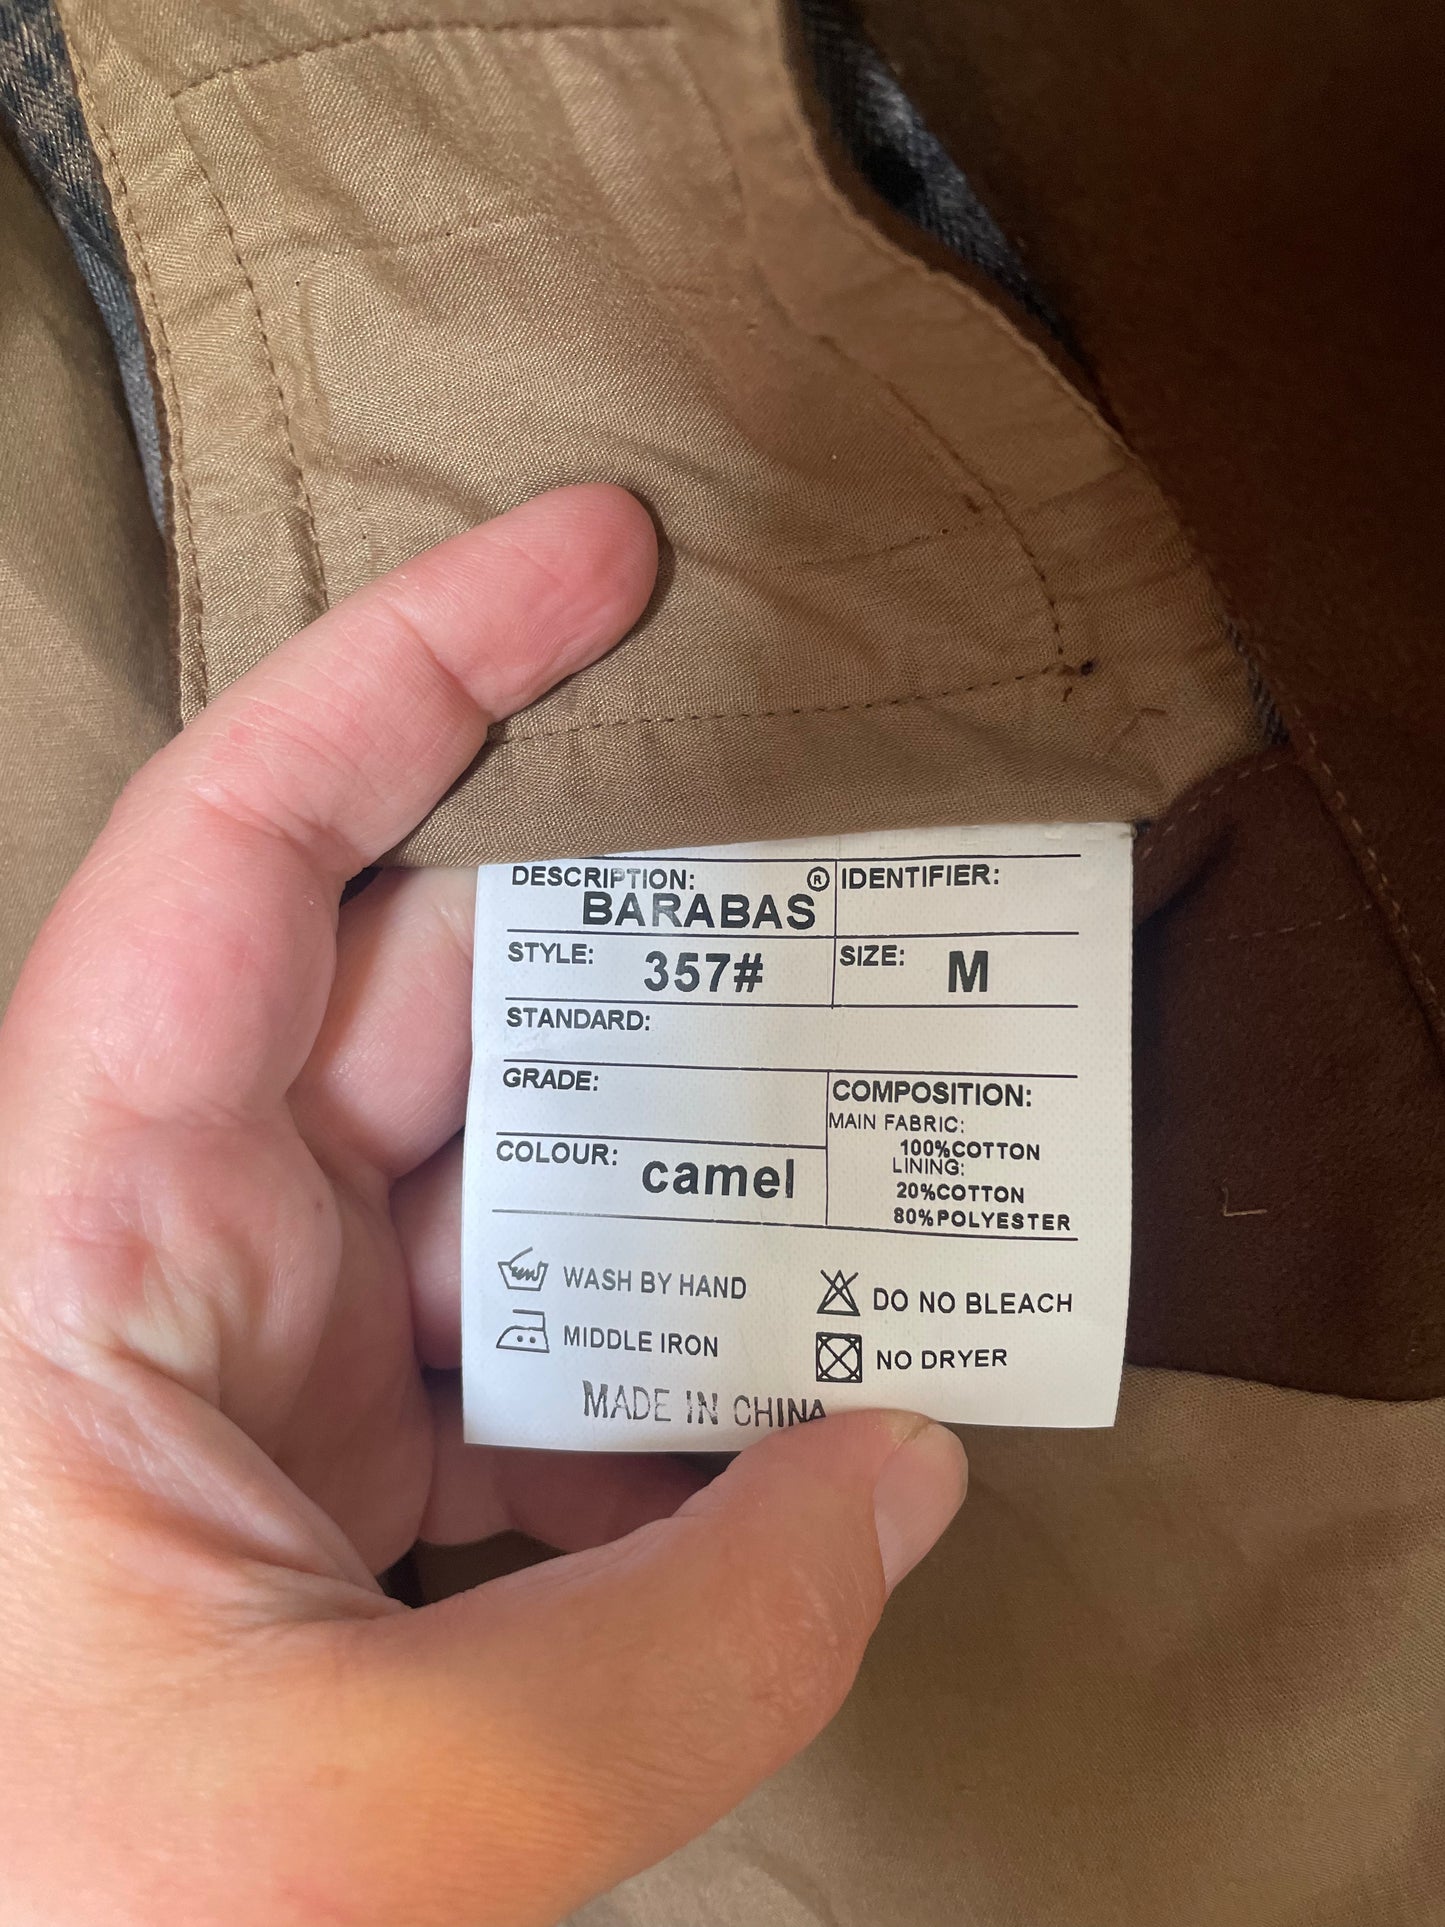 DESCRIPTION: ® IDENTIFIER:
BARABAS
STYLE: 357# SIZE: M
STANDARD:
GRADE:
COMPOSITION:
MAIN FABRIC:
100%COTTON
LINING:
20%COTTON
80%POLYESTER
COLOUR: camel
WASH BY HAND DO NO BLEACH
MIDDLE IRON NO DRYER
MADE IN CHINA